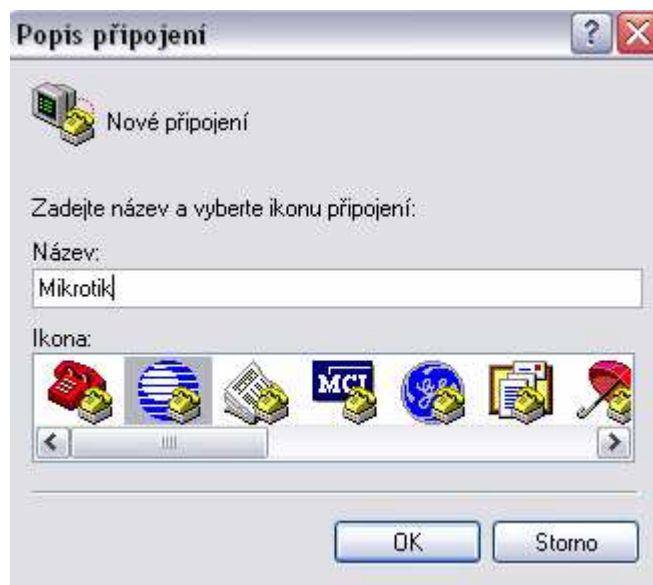 Popis připojení
Nové připojení
Zadejte název a vyberte ikonu připojení:
Název:
Mikrotik
Ikona:
MCI
OK Storno